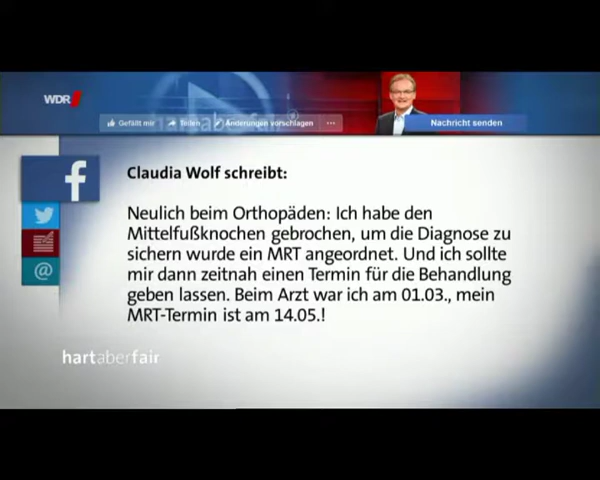 WDR
Gefällt mir Teilen Änderungen vorschlagen ...
Nachricht senden
f
Claudia Wolf schreibt:
Neulich beim Orthopäden: Ich habe den
Mittelfußknochen gebrochen, um die Diagnose zu
sichern wurde ein MRT angeordnet. Und ich sollte
mir dann zeitnah einen Termin für die Behandlung
geben lassen. Beim Arzt war ich am 01.03., mein
MRT-Termin ist am 14.05.!
@
hartaberfair